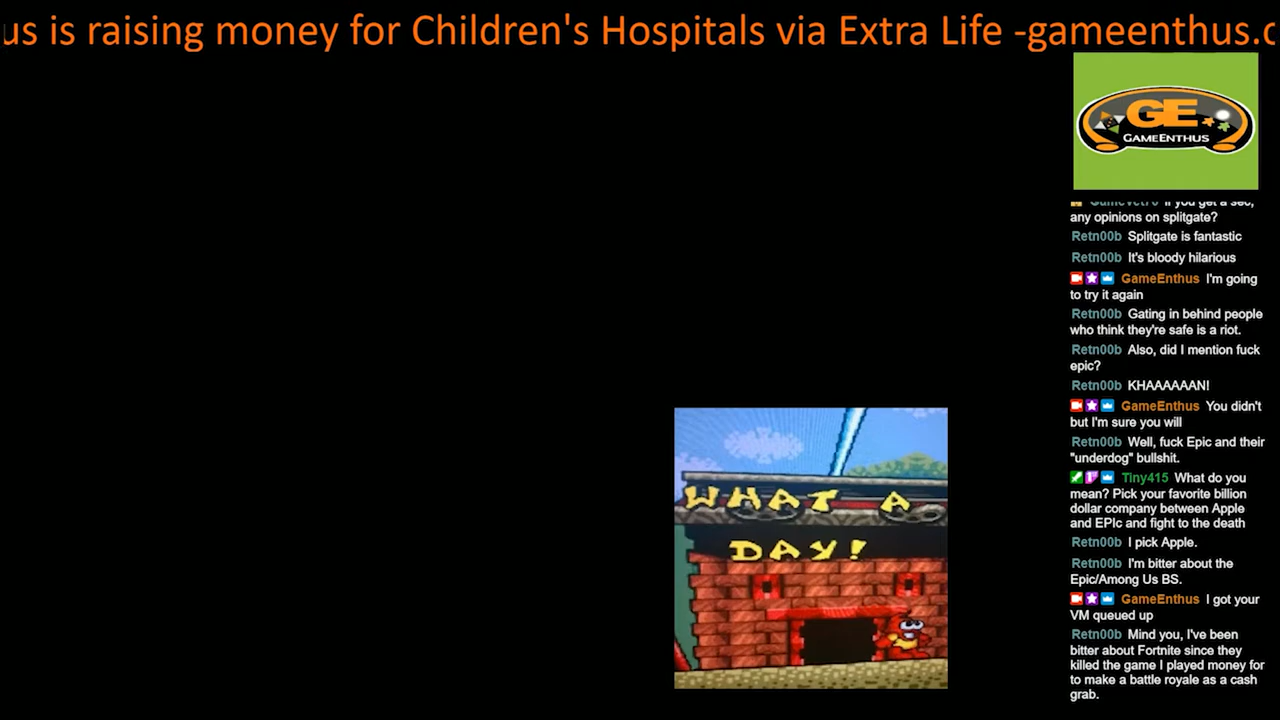 us is raising money for Children's Hospitals via Extra Life -gameenthus.c
GE
GAMEENTHUS
If you get a sec,
any opinions on splitgate?
Retn00b Splitgate is fantastic
Retn00b It's bloody hilarious
GameEnthus I'm going
to try it again
Retn00b Gating in behind people
who think they're safe is a riot.
Retn00b Also, did I mention fuck
epic?
Retn00b KHAAAAAAN!
GameEnthus You didn't
but I'm sure you will
Retn00b Well, fuck Epic and their
"underdog" bullshit.
Tiny415 What do you
mean? Pick your favorite billion
dollar company between Apple
and EPIc and fight to the death
Retn00b I pick Apple.
Retn00b I'm bitter about the
Epic/Among Us BS.
GameEnthus I got your
VM queued up
Retn00b Mind you, I've been
bitter about Fortnite since they
killed the game I played money for
to make a battle royale as a cash
grab.
WHAT A
DAY!